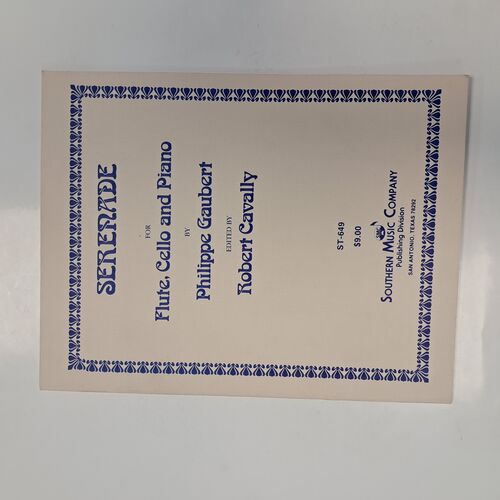 SERENADE
FOR
Flute, Cello and Piano
BY
Philippe Gaubert
EDITED BY
Robert Cavally
ST-649
$9.00
SOUTHERN MUSIC COMPANY
Publishing Division
SAN ANTONIO, TEXAS 78292